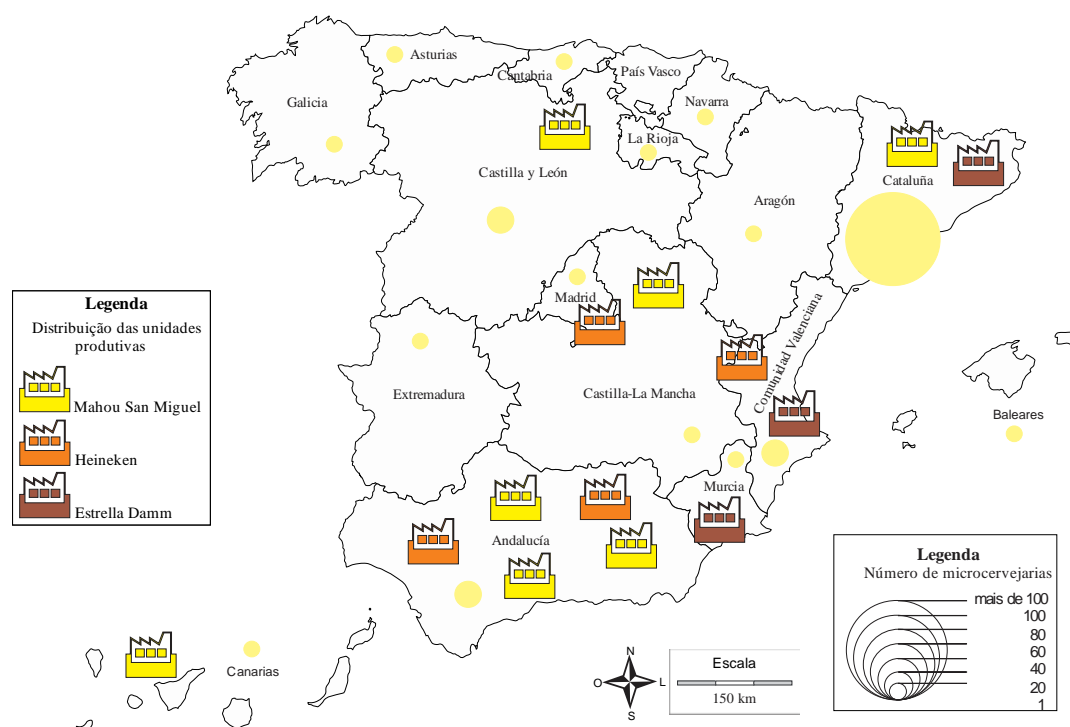 Asturias
Cantabria
País Vasco
Galicia
Navarra
La Rioja
Castilla y León
Cataluña
Aragón
Madrid
Comunidad Valenciana
Extremadura
Castilla-La Mancha
Baleares
Murcia
Andalucía
Canarias
Legenda
Distribuição das unidades
produtivas
Mahou San Miguel
Heineken
Estrella Damm
N
O
L
S
Escala
150 km
Legenda
Número de microcervejarias
mais de 100
100
80
60
40
20
1